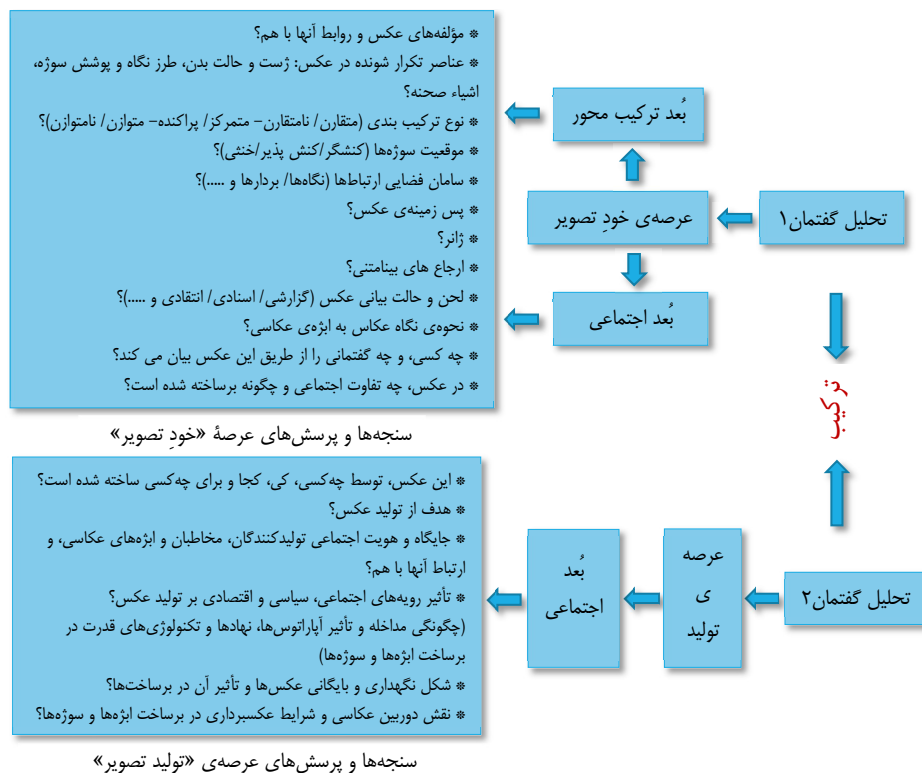 تحلیل گفتمان۱
عرصه‌ی خودِ تصویر
بُعد ترکیب محور
بُعد اجتماعی
* مؤلفه‌های عکس و روابط آنها با هم؟
* عناصر تکرار شونده در عکس: ژست و حالت بدن، طرز نگاه و پوشش سوژه،
اشیاء صحنه؟
* نوع ترکیب بندی (متقارن/ نامتقارن- متمرکز/ پراکنده- متوازن/ نامتوازن)؟
* موقعیت سوژه‌ها (کنشگر/کنش پذیر/خنثی)؟
* سامان فضایی ارتباط‌ها (نگاه‌ها/ بردارها و .....)؟
* پس زمینه‌ی عکس؟
* ژانر؟
* ارجاع های بینامتنی؟
* لحن و حالت بیانی عکس (گزارشی/ اسنادی/ انتقادی و .....)؟
* نحوه‌ی نگاه عکاس به ابژه‌ی عکاسی؟
* چه کسی، و چه گفتمانی را از طریق این عکس بیان می کند؟
* در عکس، چه تفاوت اجتماعی و چگونه برساخته شده است؟
سنجه‌ها و پرسش‌های عرصهٔ «خودِ تصویر»
ترکیب
تحلیل گفتمان۲
عرصه
ی
تولید
بُعد
اجتماعی
* این عکس، توسط چه‌کسی، کی، کجا و برای چه‌کسی ساخته شده است؟
* هدف از تولید عکس؟
* جایگاه و هویت اجتماعی تولیدکنندگان، مخاطبان و ابژه‌های عکاسی، و
ارتباط آنها با هم؟
* تأثیر رویه‌های اجتماعی، سیاسی و اقتصادی بر تولید عکس؟
(چگونگی مداخله و تأثیر آپاراتوس‌ها، نهادها و تکنولوژی‌های قدرت در
برساخت ابژه‌ها و سوژه‌ها)
* شکل نگهداری و بایگانی عکس‌ها و تأثیر آن در برساخت‌ها؟
* نقش دوربین عکاسی و شرایط عکسبرداری در برساخت ابژه‌ها و سوژه‌ها؟
سنجه‌ها و پرسش‌های عرصه‌ی «تولید تصویر»